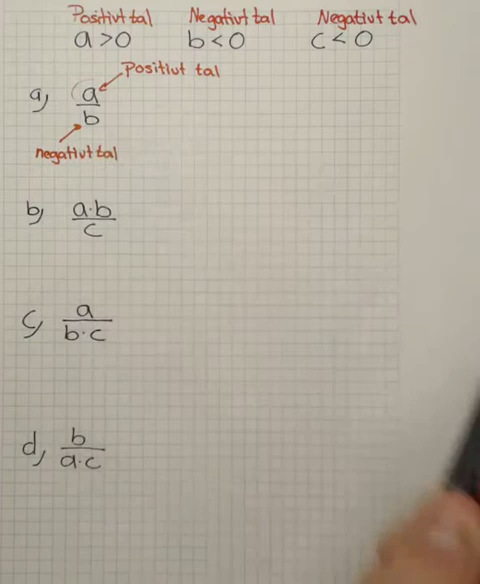 Positivt tal Negativt tal Negativt tal
a > 0 b < 0 c < 0
Positivt tal
a) a/b
negativt tal
b) a·b/c
c) a/b·c
d) b/a·c